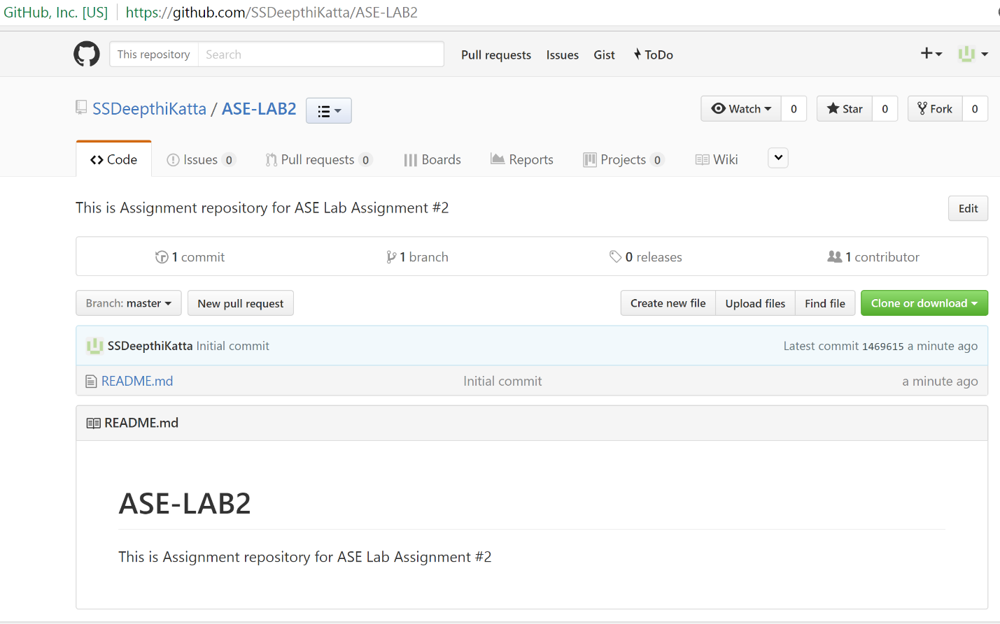 GitHub, Inc. [US] https://github.com/SSDeepthiKatta/ASE-LAB2
This repository Search Pull requests Issues Gist ToDo
SSDeepthiKatta / ASE-LAB2 Watch 0 Star 0 Fork 0
Code Issues 0 Pull requests 0 Boards Reports Projects 0 Wiki
This is Assignment repository for ASE Lab Assignment #2 Edit
1 commit 1 branch 0 releases 1 contributor
Branch: master New pull request Create new file Upload files Find file Clone or download
SSDeepthiKatta Initial commit Latest commit 1469615 a minute ago
README.md Initial commit a minute ago
README.md
ASE-LAB2
This is Assignment repository for ASE Lab Assignment #2